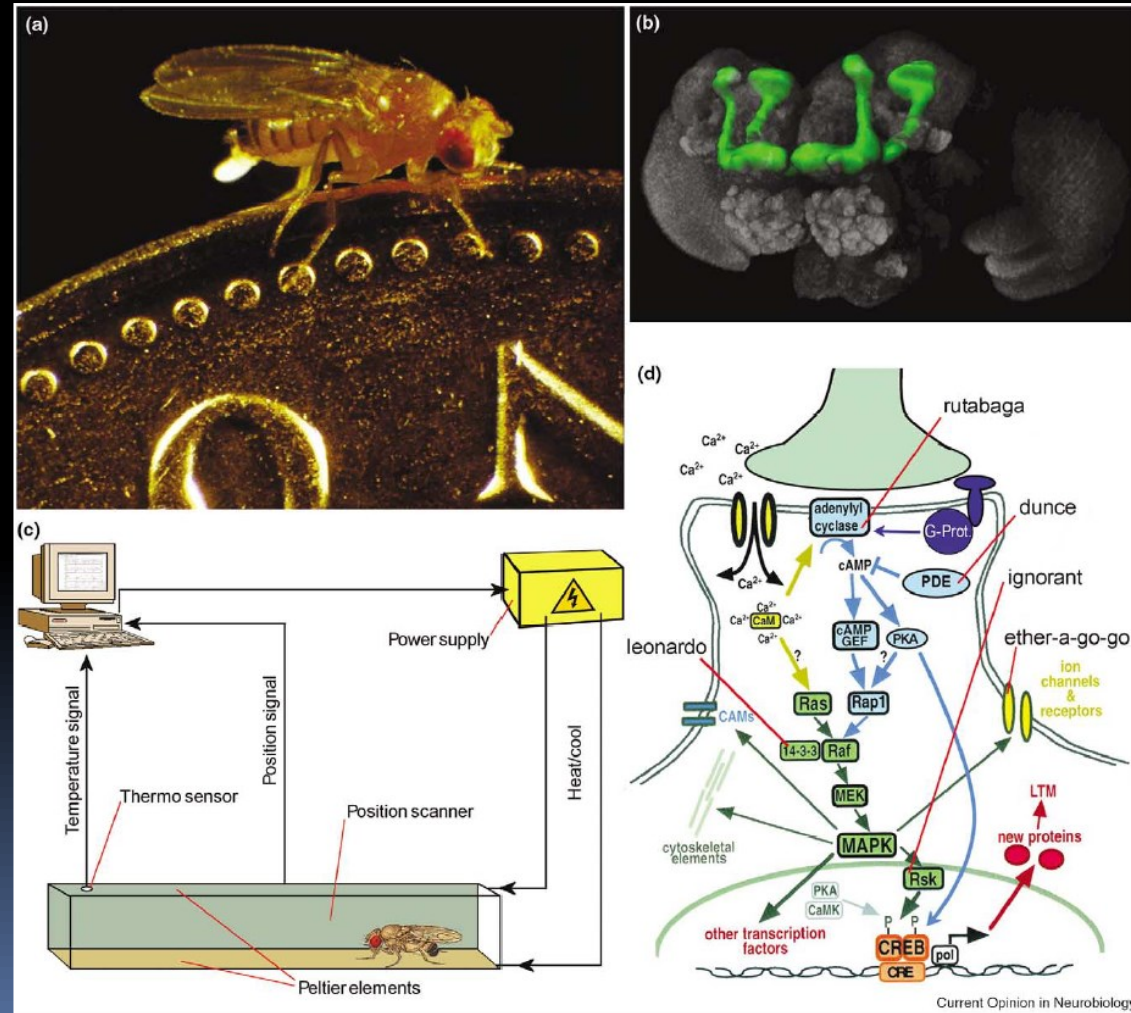 (a)
(b)
(c)
Temperature signal
Position signal
Power supply
Heat/cool
Thermo sensor
Position scanner
Peltier elements
(d)
Ca²⁺
Ca²⁺
Ca²⁺
Ca²⁺
rutabaga
adenylyl
cyclase
G-Prot.
dunce
cAMP
PDE
Ca²⁺
ignorant
Ca²⁺
Ca²⁺ CaM Ca²⁺
Ca²⁺
cAMP
GEF
PKA
leonardo
?
?
ether-a-go-go
ion
channels
&
receptors
Ras
Rap1
CAMs
14-3-3
Raf
MEK
LTM
new proteins
cytoskeletal
elements
MAPK
Rsk
PKA
CaMK
P
P
other transcription
factors
CREB
pol
CRE
Current Opinion in Neurobiology